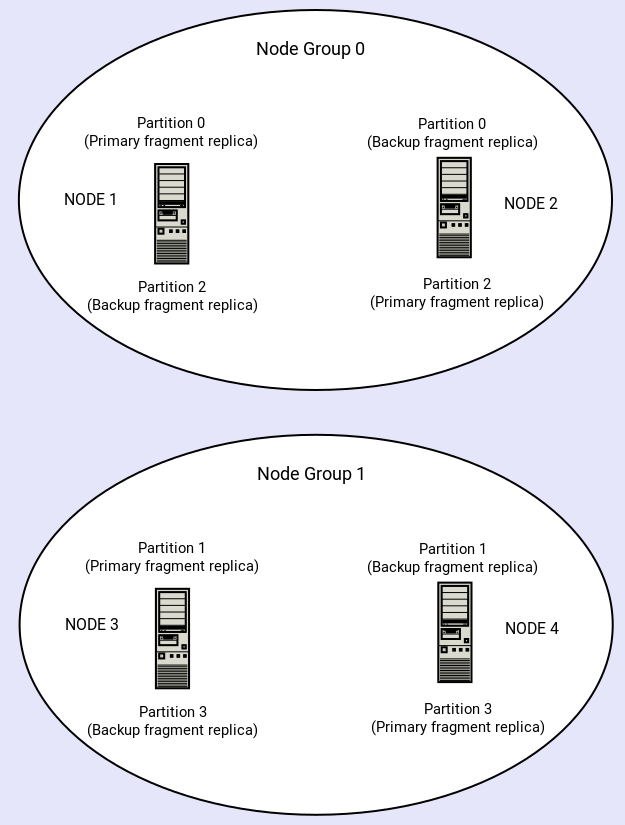 Node Group 0
Partition 0
(Primary fragment replica)
Partition 0
(Backup fragment replica)
NODE 1
NODE 2
Partition 2
(Backup fragment replica)
Partition 2
(Primary fragment replica)
Node Group 1
Partition 1
(Primary fragment replica)
Partition 1
(Backup fragment replica)
NODE 3
NODE 4
Partition 3
(Backup fragment replica)
Partition 3
(Primary fragment replica)